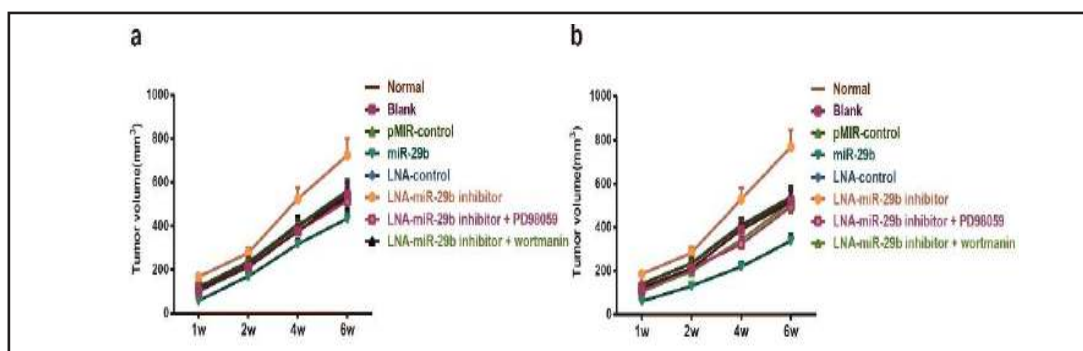 a
Normal
Blank
pMIR-control
miR-29b
LNA-control
LNA-miR-29b inhibitor
LNA-miR-29b inhibitor + PD98059
LNA-miR-29b inhibitor + wortmanin
Tumor volume(mm³)
1000
800
600
400
200
0
1w 2w 4w 6w
b
Normal
Blank
pMIR-control
miR-29b
LNA-control
LNA-miR-29b inhibitor
LNA-miR-29b inhibitor + PD98059
LNA-miR-29b inhibitor + wortmanin
Tumor volume(mm³)
1000
800
600
400
200
0
1w 2w 4w 6w